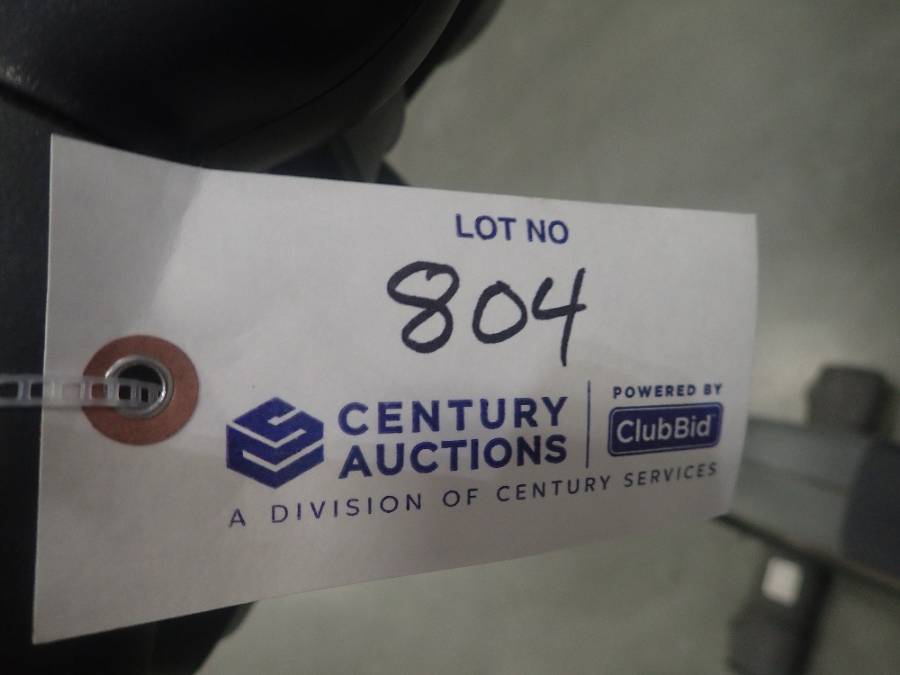 LOT NO
804
CENTURY
AUCTIONS
POWERED BY
ClubBid
A DIVISION OF CENTURY SERVICES